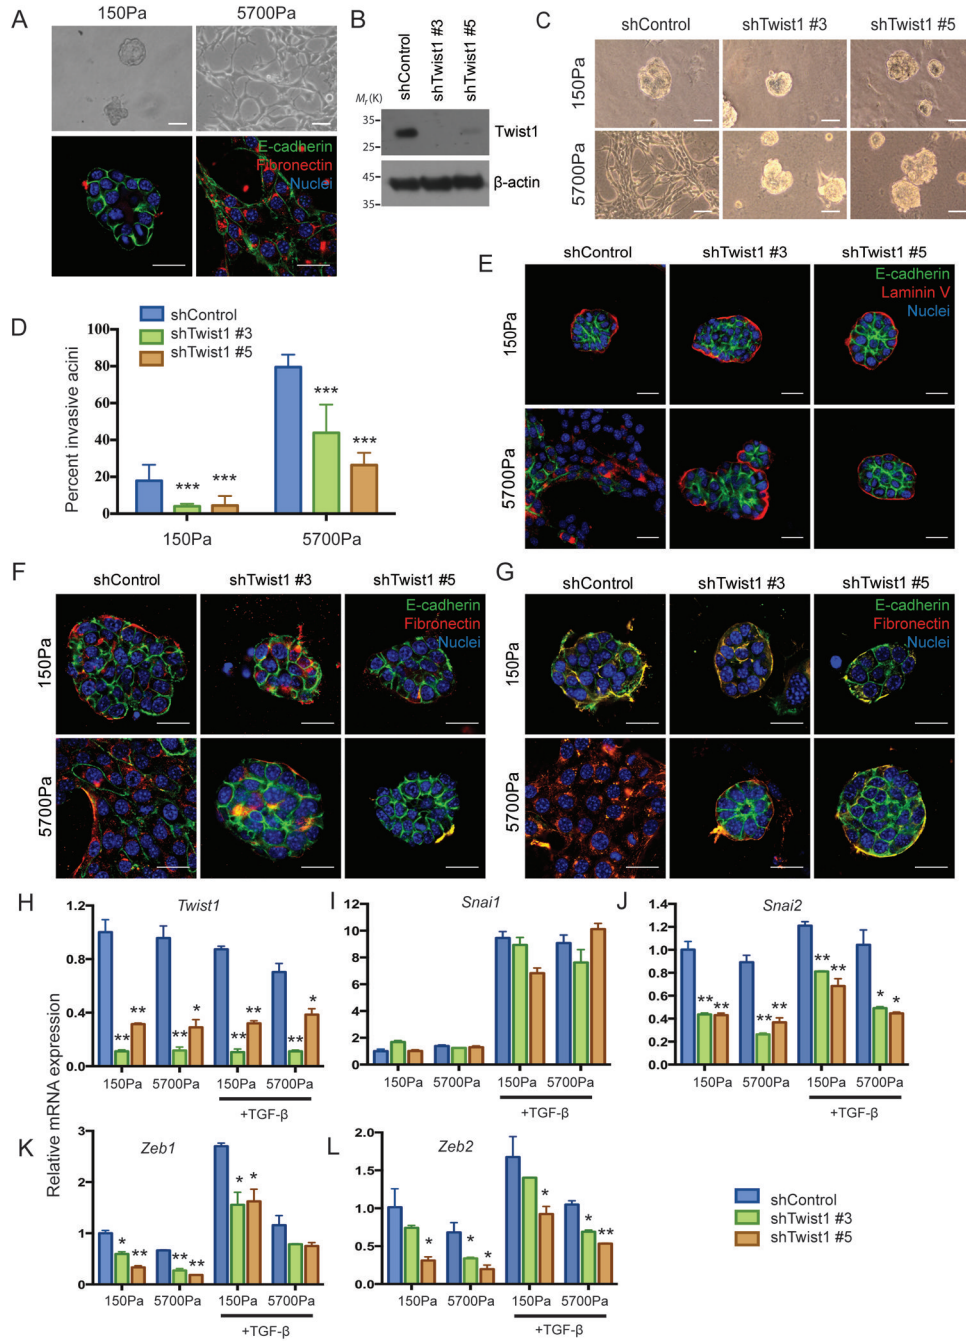 A
150Pa 5700Pa
E-cadherin
Fibronectin
Nuclei
B
shControl
shTwist1 #3
shTwist1 #5
Mr (K)
35
25
Twist1
45
35
β-actin
C
shControl shTwist1 #3 shTwist1 #5
150Pa
5700Pa
D
shControl
shTwist1 #3
shTwist1 #5
Percent invasive acini
100
80
60
40
20
0
*** *** *** ***
150Pa 5700Pa
E
shControl shTwist1 #3 shTwist1 #5
E-cadherin
Laminin V
Nuclei
150Pa
5700Pa
F
shControl shTwist1 #3 shTwist1 #5
E-cadherin
Fibronectin
Nuclei
150Pa
5700Pa
G
shControl shTwist1 #3 shTwist1 #5
E-cadherin
Fibronectin
Nuclei
150Pa
5700Pa
Relative mRNA expression
H
Twist1
1.2
0.8
0.4
0.0
** ** ** * ** ** ** *
150Pa 5700Pa 150Pa 5700Pa
+TGF-β
I
Snai1
12
10
8
6
4
2
0
150Pa 5700Pa 150Pa 5700Pa
+TGF-β
J
Snai2
1.4
1.2
1.0
0.8
0.6
0.4
0.2
0.0
** ** ** ** ** ** * *
150Pa 5700Pa 150Pa 5700Pa
+TGF-β
K
Zeb1
3
2
1
0
* ** ** ** * *
150Pa 5700Pa 150Pa 5700Pa
+TGF-β
L
Zeb2
2.0
1.5
1.0
0.5
0.0
* * * * * **
150Pa 5700Pa 150Pa 5700Pa
+TGF-β
shControl
shTwist1 #3
shTwist1 #5